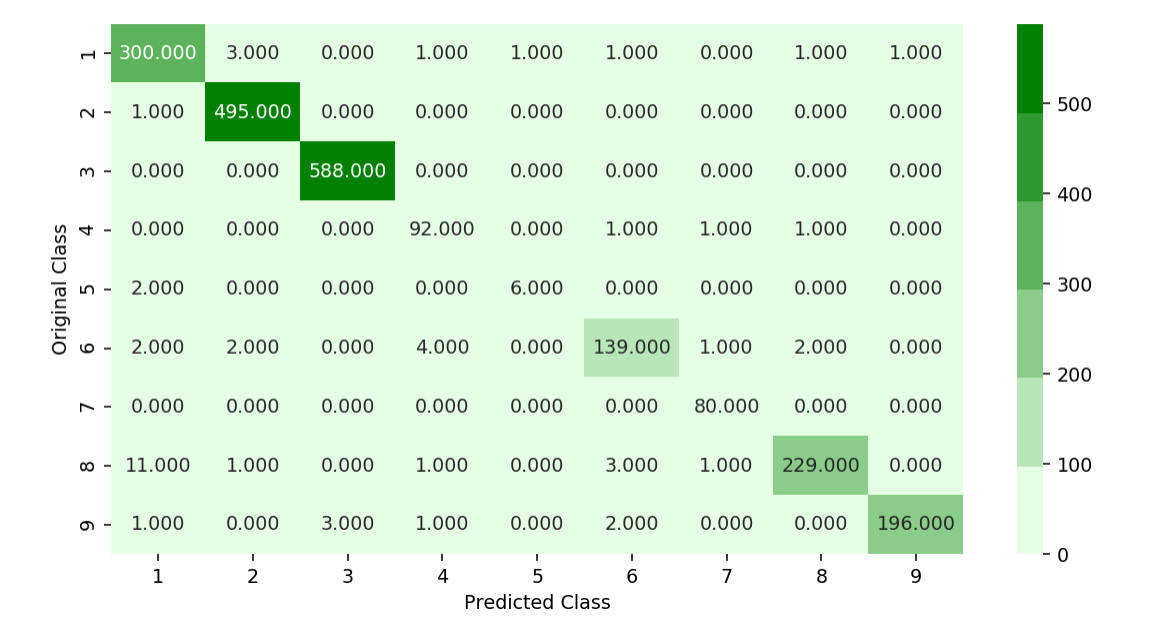 1 300.000 3.000 0.000 1.000 1.000 1.000 0.000 1.000 1.000
2 1.000 495.000 0.000 0.000 0.000 0.000 0.000 0.000 0.000
3 0.000 0.000 588.000 0.000 0.000 0.000 0.000 0.000 0.000
4 0.000 0.000 0.000 92.000 0.000 1.000 1.000 1.000 0.000
5 2.000 0.000 0.000 0.000 6.000 0.000 0.000 0.000 0.000
6 2.000 2.000 0.000 4.000 0.000 139.000 1.000 2.000 0.000
7 0.000 0.000 0.000 0.000 0.000 0.000 80.000 0.000 0.000
8 11.000 1.000 0.000 1.000 0.000 3.000 1.000 229.000 0.000
9 1.000 0.000 3.000 1.000 0.000 2.000 0.000 0.000 196.000
1 2 3 4 5 6 7 8 9
Predicted Class
Original Class
500
400
300
200
100
0